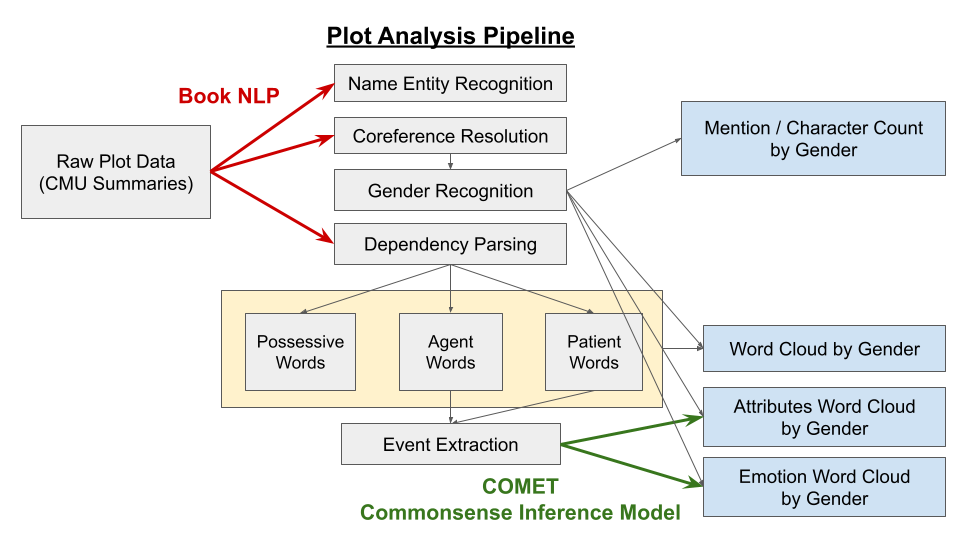 Plot Analysis Pipeline
Book NLP
Name Entity Recognition
Raw Plot Data
(CMU Summaries)
Coreference Resolution
Gender Recognition
Dependency Parsing
Mention / Character Count
by Gender
Possessive
Words
Agent
Words
Patient
Words
Word Cloud by Gender
Event Extraction
Attributes Word Cloud
by Gender
Emotion Word Cloud
by Gender
COMET
Commonsense Inference Model